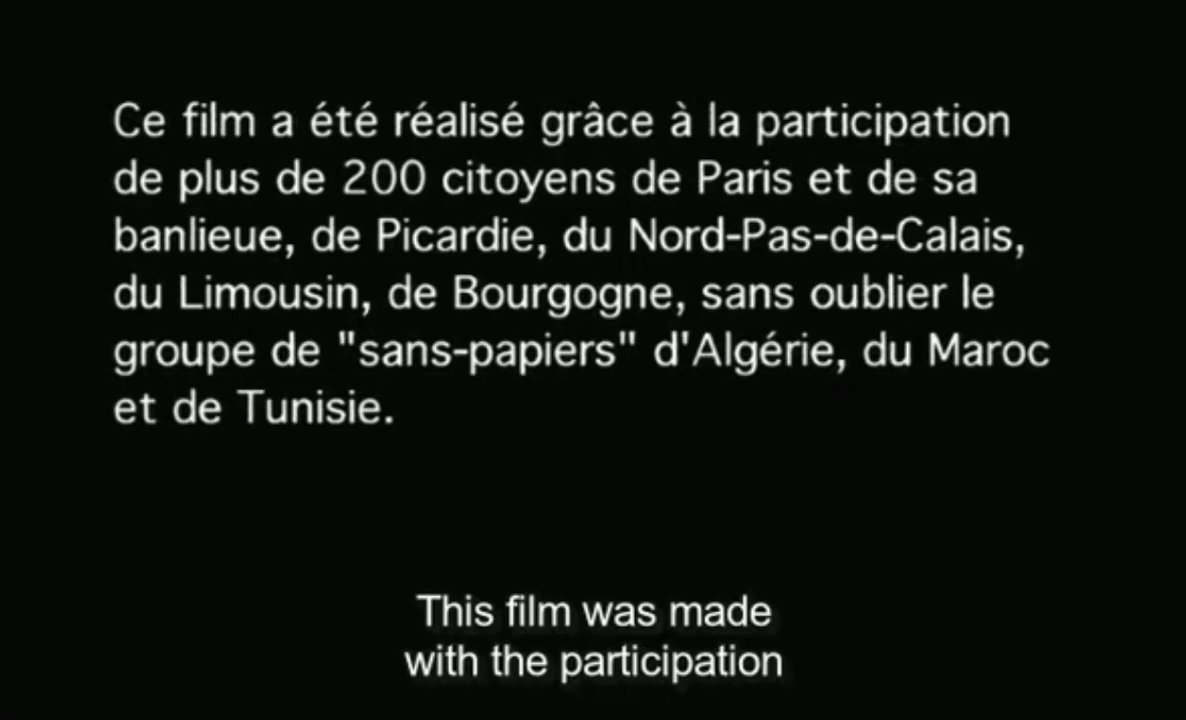 Ce film a été réalisé grâce à la participation
de plus de 200 citoyens de Paris et de sa
banlieue, de Picardie, du Nord-Pas-de-Calais,
du Limousin, de Bourgogne, sans oublier le
groupe de "sans-papiers" d'Algérie, du Maroc
et de Tunisie.
This film was made
with the participation